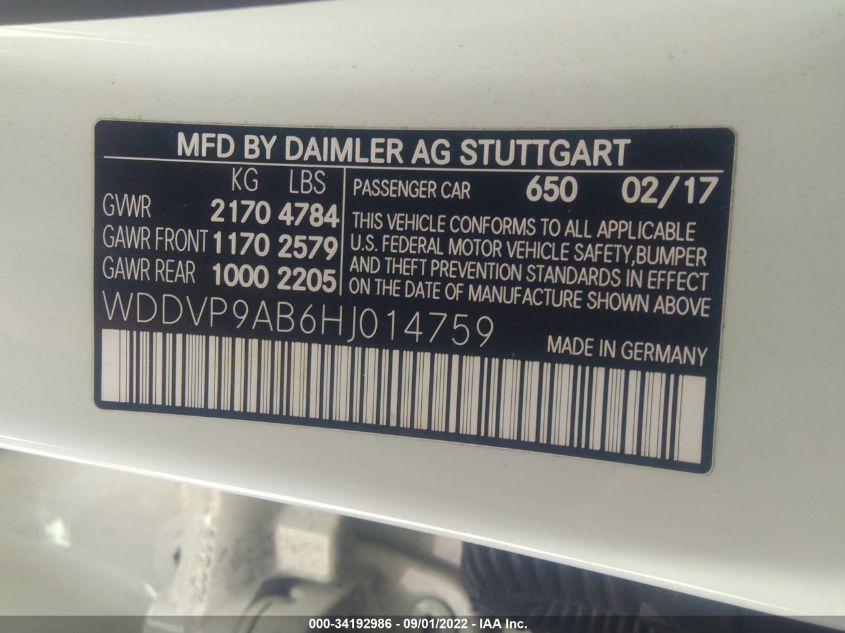 MFD BY DAIMLER AG STUTTGART
KG LBS
GVWR 2170 4784
GAWR FRONT 1170 2579
GAWR REAR 1000 2205
PASSENGER CAR 650 02/17
THIS VEHICLE CONFORMS TO ALL APPLICABLE
U.S. FEDERAL MOTOR VEHICLE SAFETY,BUMPER
AND THEFT PREVENTION STANDARDS IN EFFECT
ON THE DATE OF MANUFACTURE SHOWN ABOVE
WDDVP9AB6HJ014759
MADE IN GERMANY
000-34192986 - 09/01/2022 - IAA Inc.